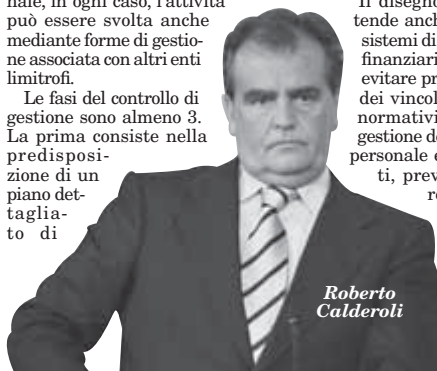 nale, in ogni caso, l'attività
può essere svolta anche
mediante forme di gestio-
ne associata con altri enti
limitrofi.
Le fasi del controllo di
gestione sono almeno 3.
La prima consiste nella
predisposi-
zione di un
piano det-
taglia-
to di
Il disegno
tende anch
sistemi di
finanziari
evitare pr
dei vincol
normativi
gestione de
personale e
ti, prev
re
Roberto
Calderoli